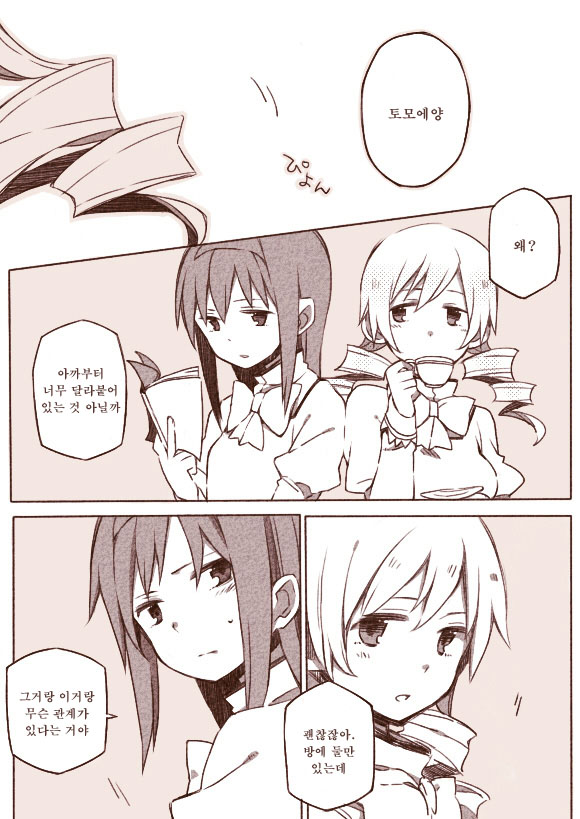 토모에양
ぴょん
왜?
아까부터
너무 달라붙어
있는 것 아닐까
괜찮잖아.
방에 둘만
있는데
그거랑 이거랑
무슨 관계가
있다는 거야